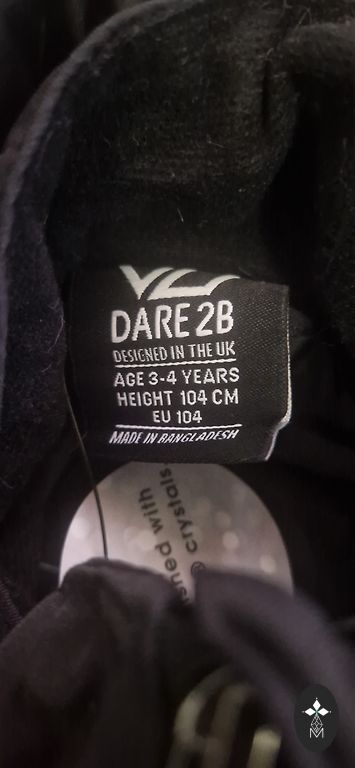 DARE 2B
DESIGNED IN THE UK
AGE 3-4 YEARS
HEIGHT 104 CM
EU 104
MADE IN BANGLADESH
with
® crystals
M